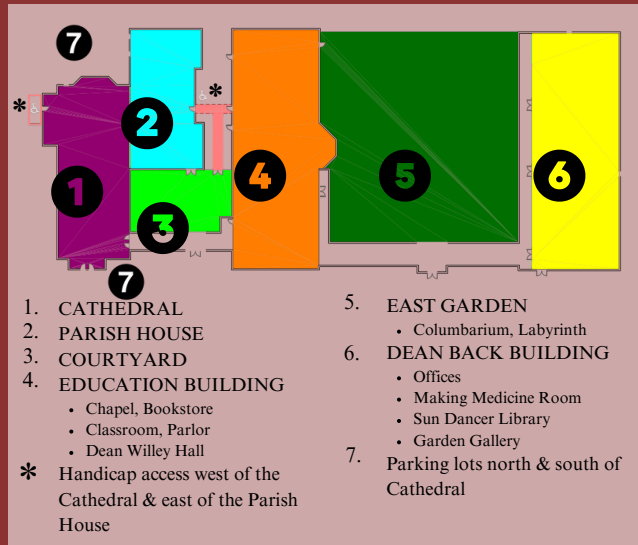 7
*
*
2
1
4
5
6
3
7
1. CATHEDRAL
2. PARISH HOUSE
3. COURTYARD
4. EDUCATION BUILDING
• Chapel, Bookstore
• Classroom, Parlor
• Dean Willey Hall
* Handicap access west of the
Cathedral & east of the Parish
House
5. EAST GARDEN
• Columbarium, Labyrinth
6. DEAN BACK BUILDING
• Offices
• Making Medicine Room
• Sun Dancer Library
• Garden Gallery
7. Parking lots north & south of
Cathedral